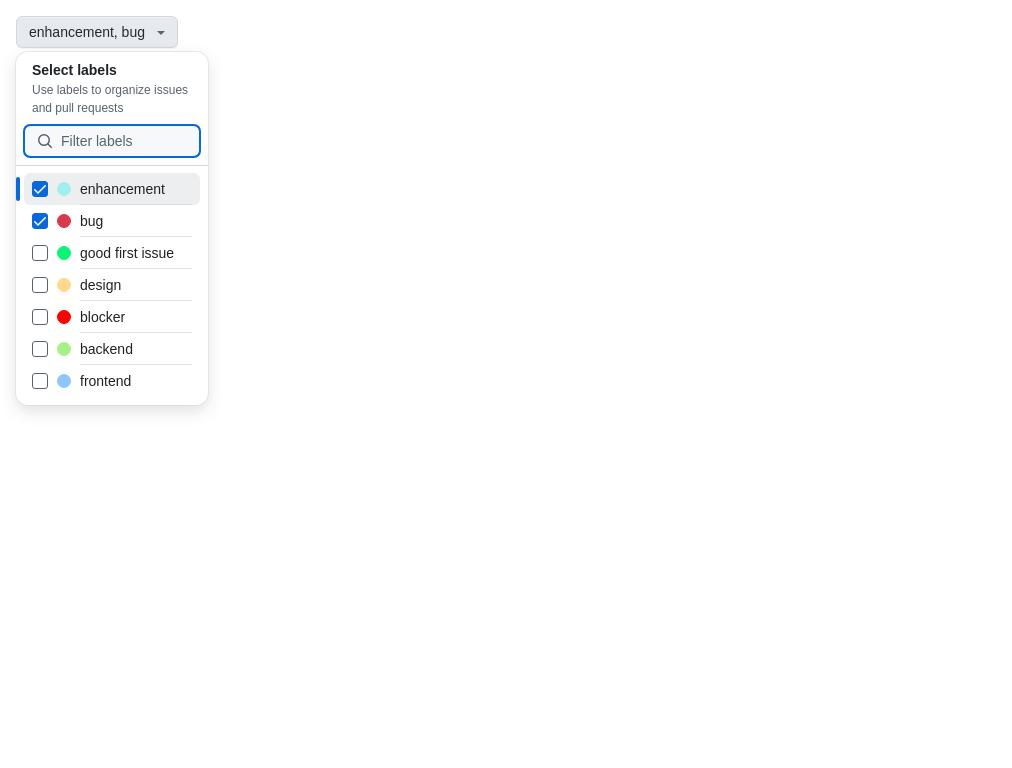 enhancement, bug
Select labels
Use labels to organize issues
and pull requests
Filter labels
enhancement
bug
good first issue
design
blocker
backend
frontend